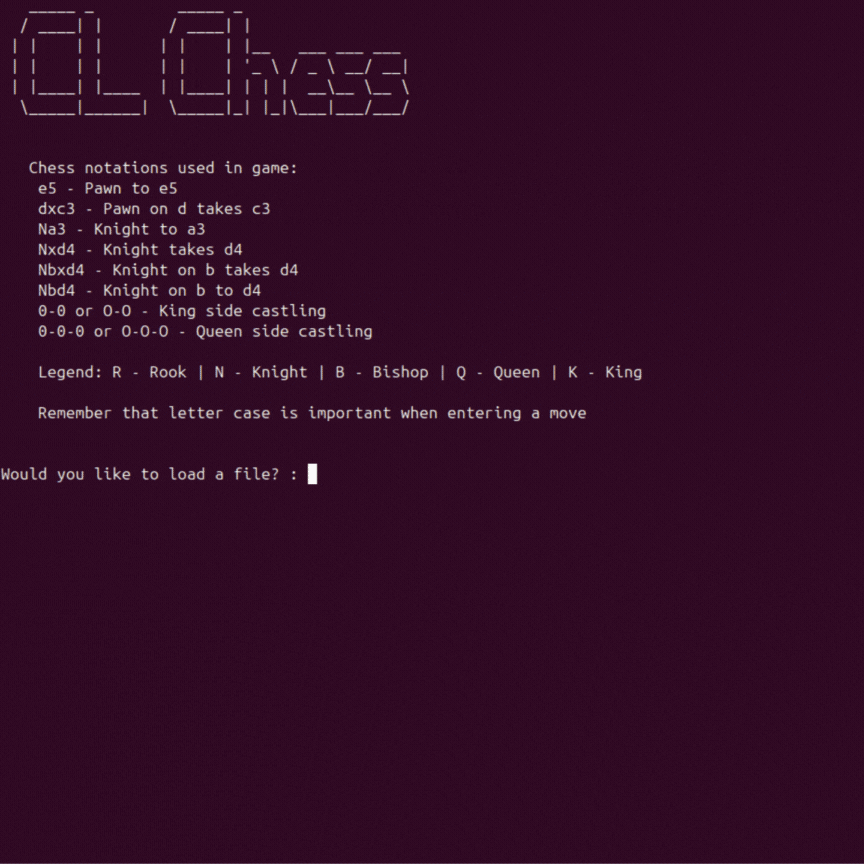 CL Chess
Chess notations used in game:
e5 - Pawn to e5
dxc3 - Pawn on d takes c3
Na3 - Knight to a3
Nxd4 - Knight takes d4
Nbxd4 - Knight on b takes d4
Nbd4 - Knight on b to d4
0-0 or O-O - King side castling
0-0-0 or O-O-O - Queen side castling
Legend: R - Rook | N - Knight | B - Bishop | Q - Queen | K - King
Remember that letter case is important when entering a move
Would you like to load a file? :